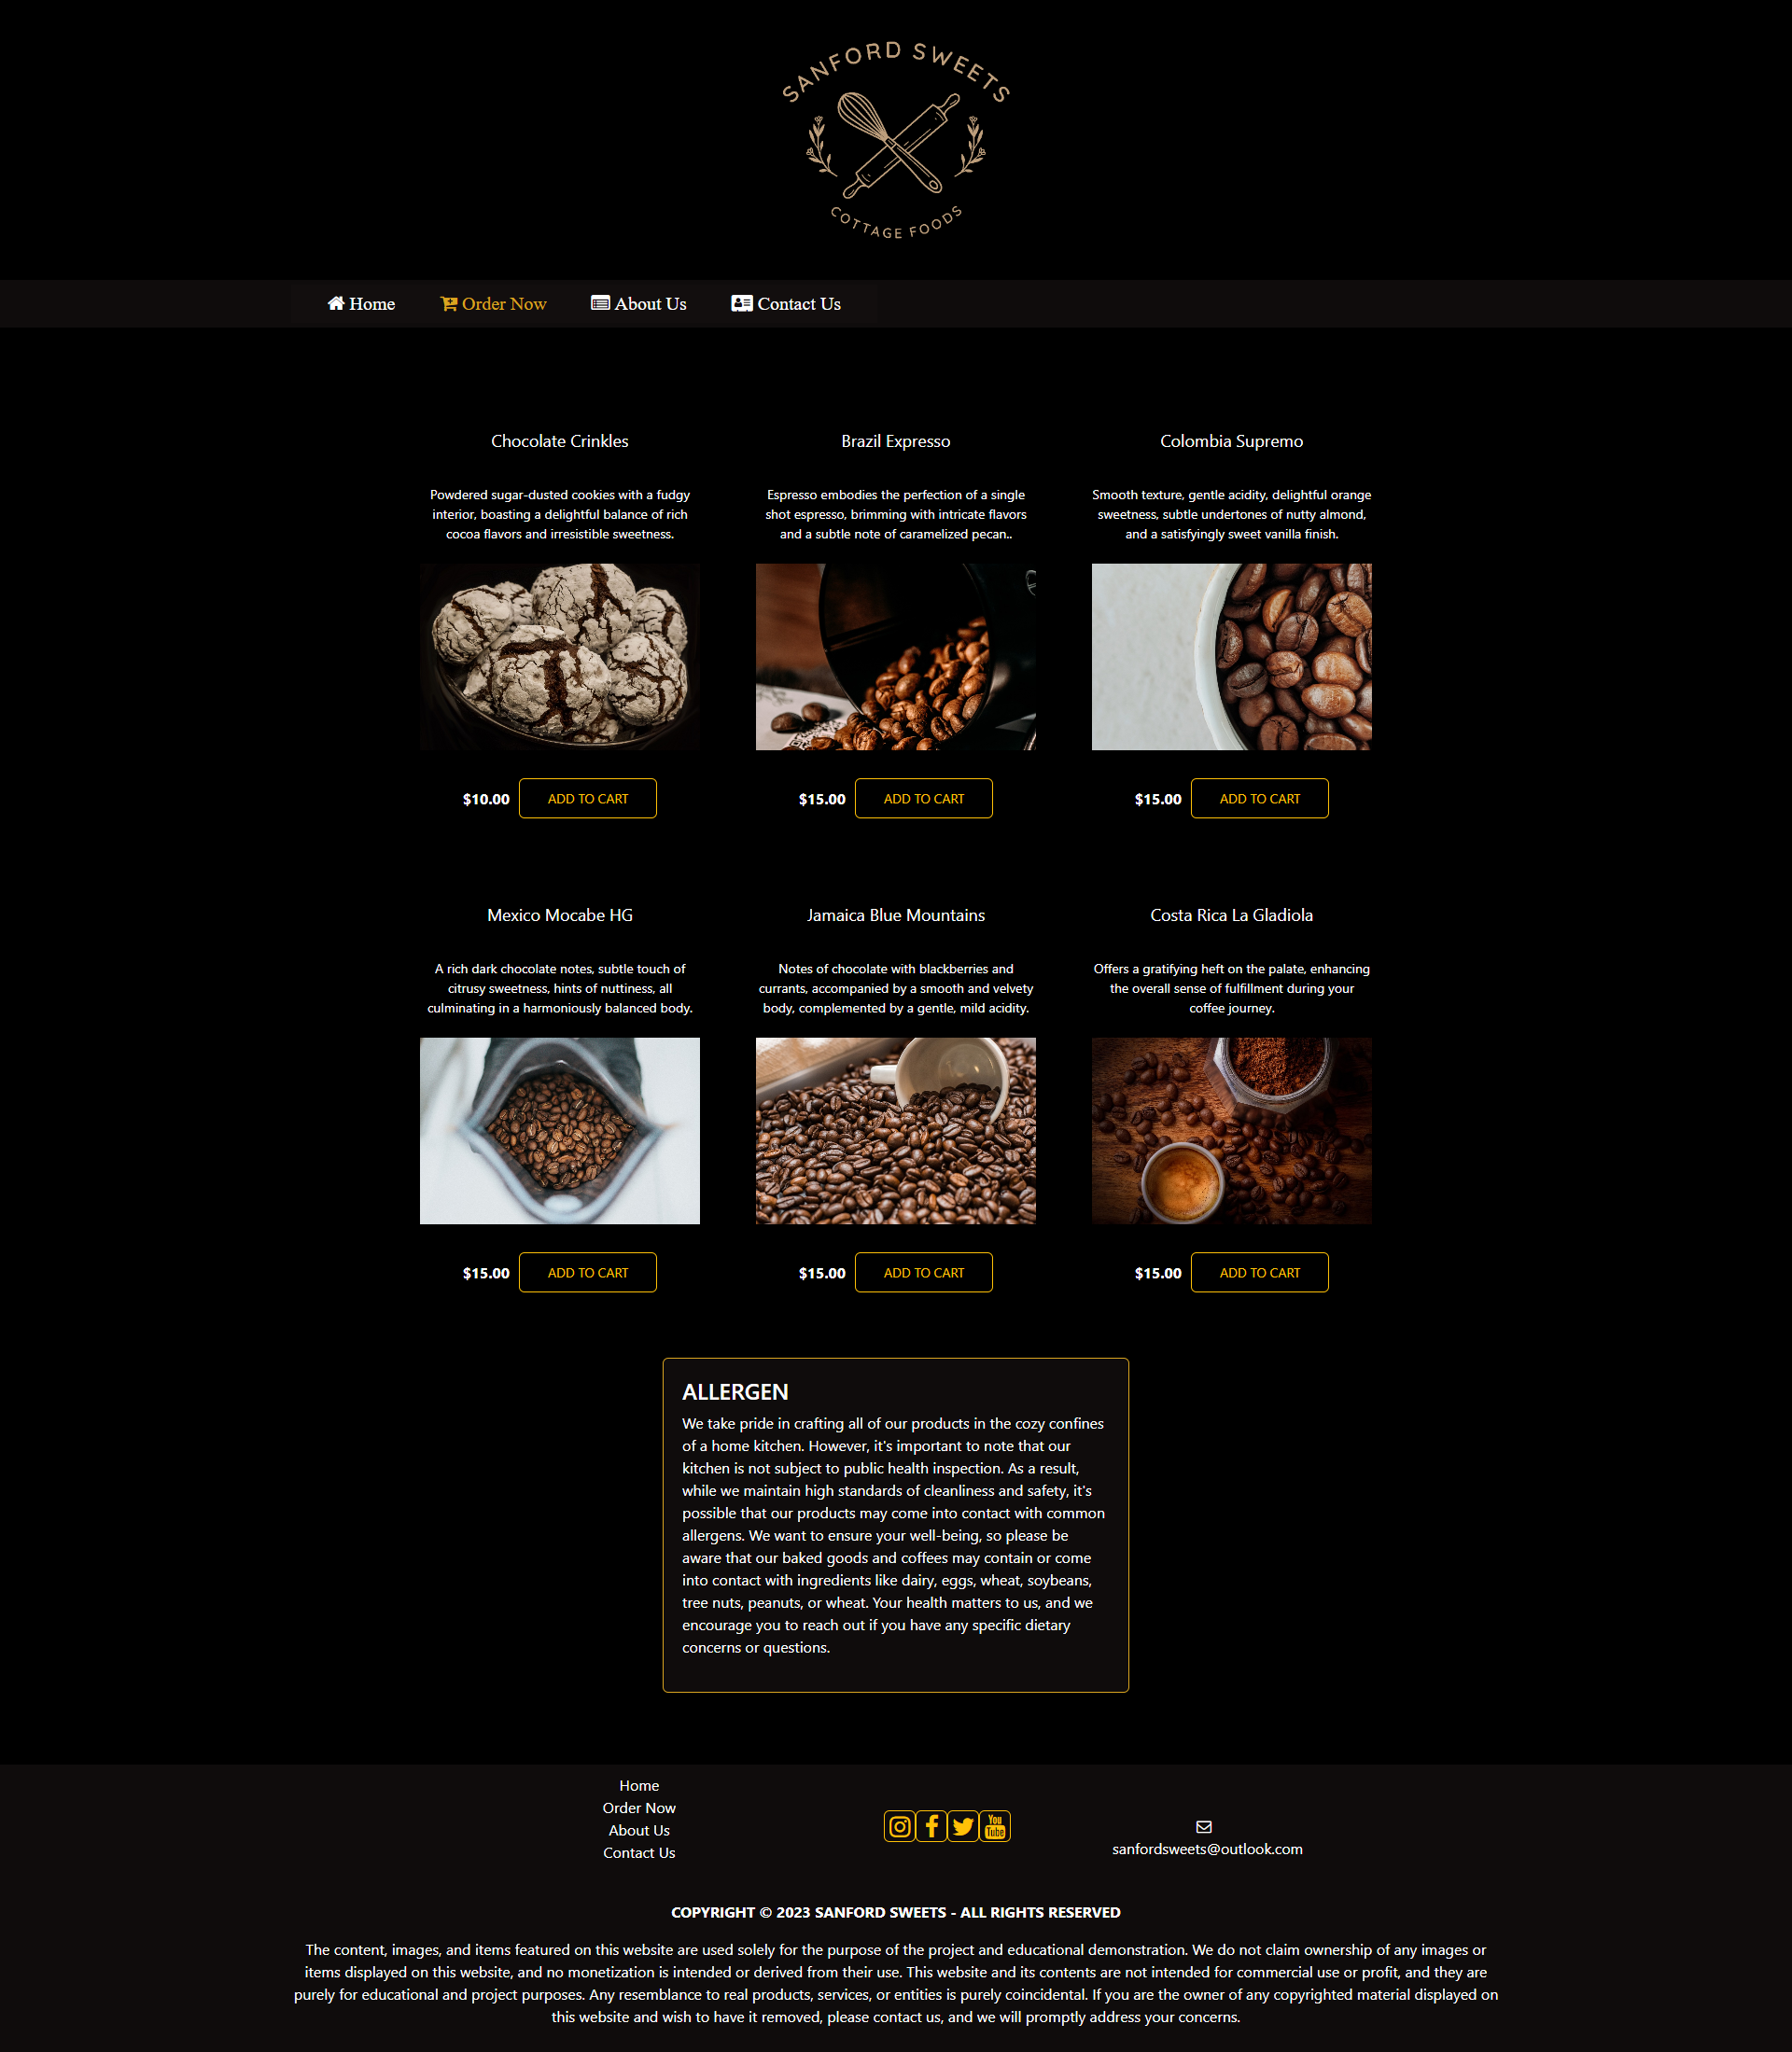 SANFORD SWEETS
COTTAGE FOODS
Home Order Now About Us Contact Us
Chocolate Crinkles
Powdered sugar-dusted cookies with a fudgy
interior, boasting a delightful balance of rich
cocoa flavors and irresistible sweetness.
$10.00 ADD TO CART
Brazil Expresso
Espresso embodies the perfection of a single
shot espresso, brimming with intricate flavors
and a subtle note of caramelized pecan..
$15.00 ADD TO CART
Colombia Supremo
Smooth texture, gentle acidity, delightful orange
sweetness, subtle undertones of nutty almond,
and a satisfyingly sweet vanilla finish.
$15.00 ADD TO CART
Mexico Mocabe HG
A rich dark chocolate notes, subtle touch of
citrusy sweetness, hints of nuttiness, all
culminating in a harmoniously balanced body.
$15.00 ADD TO CART
Jamaica Blue Mountains
Notes of chocolate with blackberries and
currants, accompanied by a smooth and velvety
body, complemented by a gentle, mild acidity.
$15.00 ADD TO CART
Costa Rica La Gladiola
Offers a gratifying heft on the palate, enhancing
the overall sense of fulfillment during your
coffee journey.
$15.00 ADD TO CART
ALLERGEN
We take pride in crafting all of our products in the cozy confines
of a home kitchen. However, it's important to note that our
kitchen is not subject to public health inspection. As a result,
while we maintain high standards of cleanliness and safety, it's
possible that our products may come into contact with common
allergens. We want to ensure your well-being, so please be
aware that our baked goods and coffees may contain or come
into contact with ingredients like dairy, eggs, wheat, soybeans,
tree nuts, peanuts, or wheat. Your health matters to us, and we
encourage you to reach out if you have any specific dietary
concerns or questions.
Home
Order Now
About Us
Contact Us
You
Tube
sanfordsweets@outlook.com
COPYRIGHT © 2023 SANFORD SWEETS - ALL RIGHTS RESERVED
The content, images, and items featured on this website are used solely for the purpose of the project and educational demonstration. We do not claim ownership of any images or
items displayed on this website, and no monetization is intended or derived from their use. This website and its contents are not intended for commercial use or profit, and they are
purely for educational and project purposes. Any resemblance to real products, services, or entities is purely coincidental. If you are the owner of any copyrighted material displayed on
this website and wish to have it removed, please contact us, and we will promptly address your concerns.